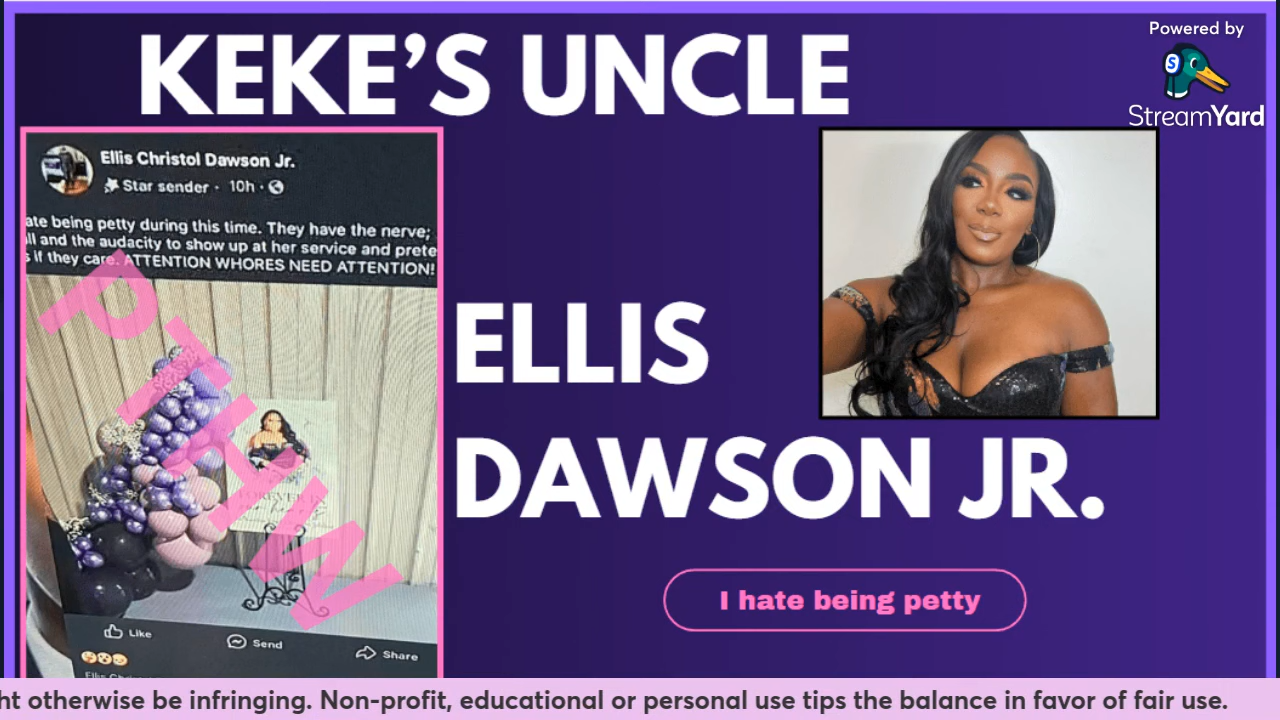 Powered by
StreamYard
KEKE'S UNCLE
Ellis Christol Dawson Jr.
Star sender · 10h ·
ate being petty during this time. They have the nerve;
ll and the audacity to show up at her service and prete
s if they care. ATTENTION WHORES NEED ATTENTION!
PTHW
FOREVER IN
Like
Send
Share
ELLIS
DAWSON JR.
I hate being petty
ht otherwise be infringing. Non-profit, educational or personal use tips the balance in favor of fair use.